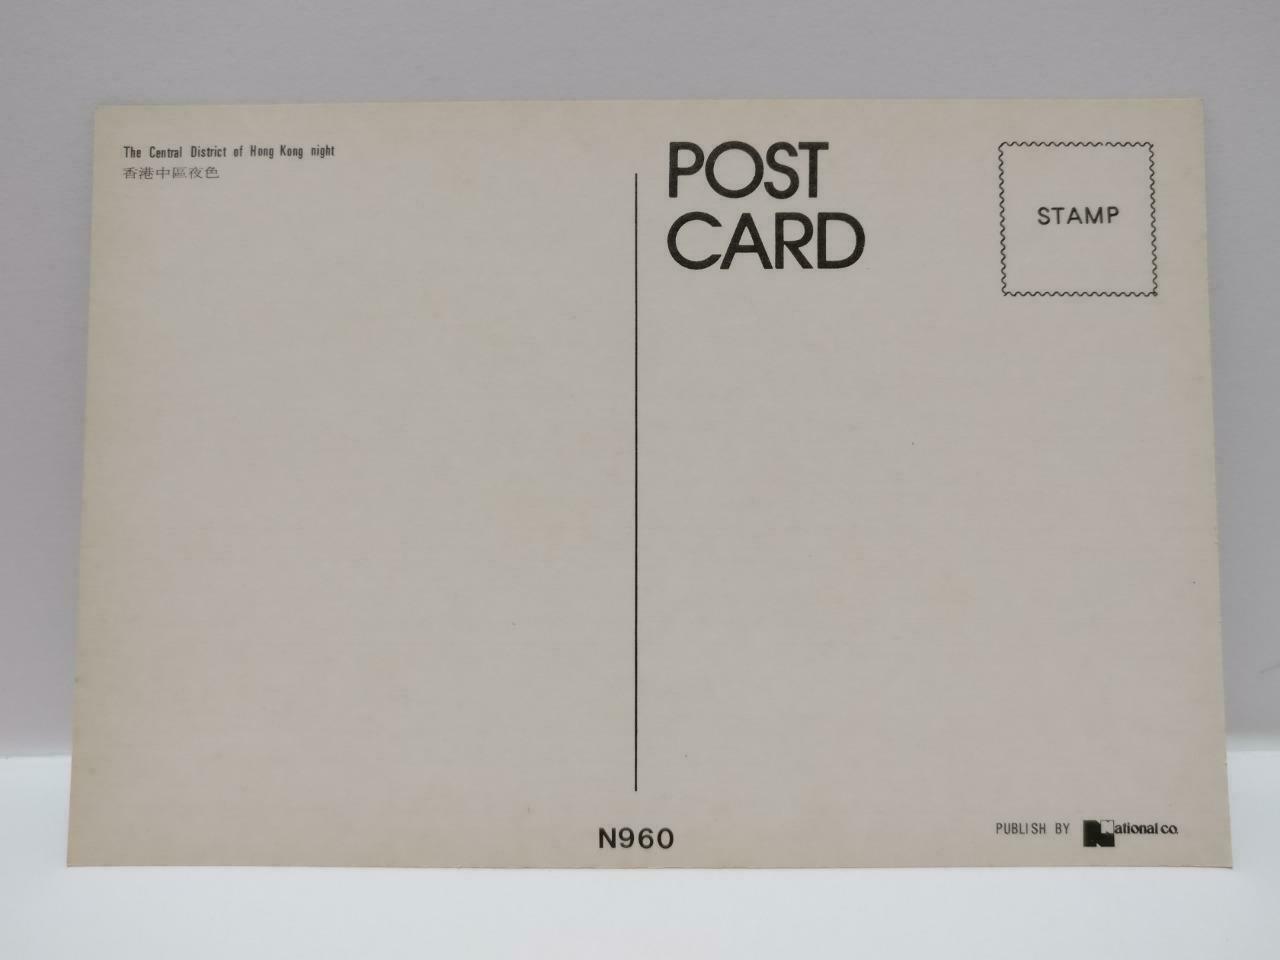 The Central District of Hong Kong night
香港中區夜色
POST
CARD
STAMP
N960
PUBLISH BY National co.